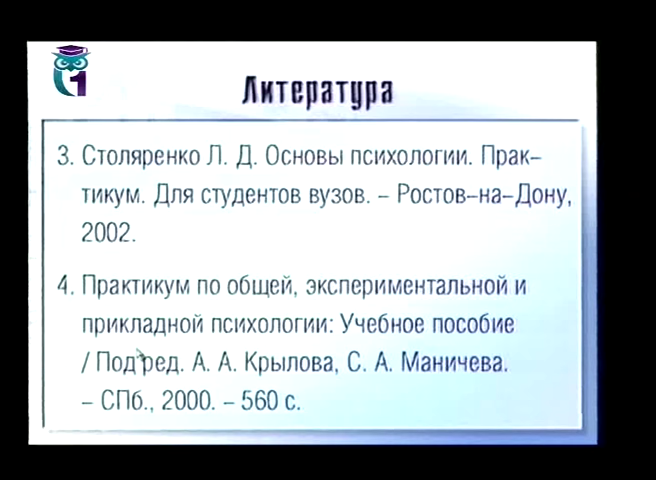 1
Литература
3. Столяренко Л. Д. Основы психологии. Прак–
тикум. Для студентов вузов. – Ростов–на–Дону,
2002.
4. Практикум по общей, экспериментальной и
прикладной психологии: Учебное пособие
/ Под ред. А. А. Крылова, С. А. Маничева.
– СПб., 2000. – 560 с.